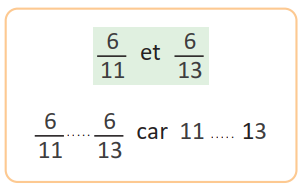 6/11 et 6/13
6/11 ..... 6/13 car 11 ..... 13